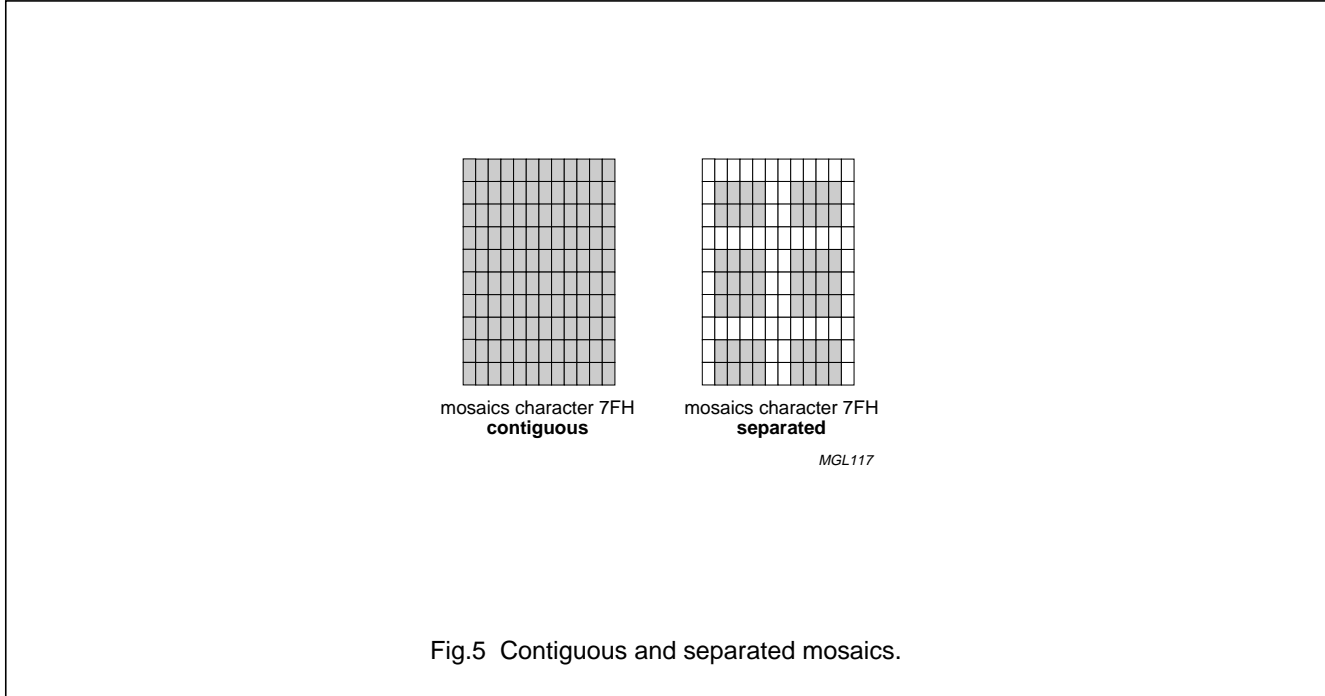 mosaics character 7FH
contiguous
mosaics character 7FH
separated
MGL117
Fig.5 Contiguous and separated mosaics.